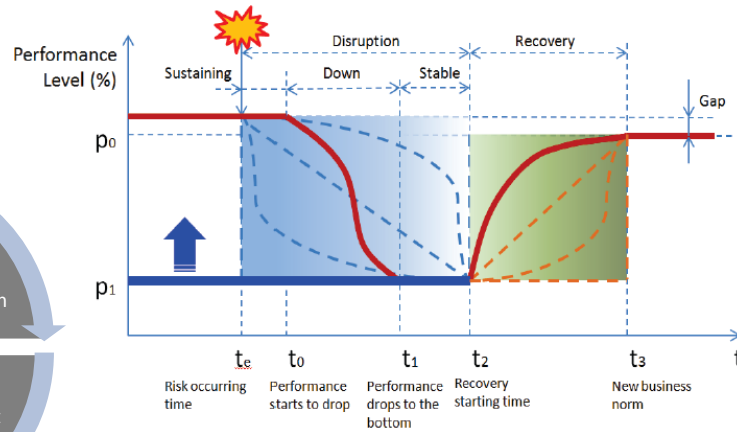 Performance
Level (%)
Disruption
Recovery
Sustaining
Down
Stable
Gap
p0
p1
te
t0
t1
t2
t3
t
Risk occurring
time
Performance
starts to drop
Performance
drops to the
bottom
Recovery
starting time
New business
norm